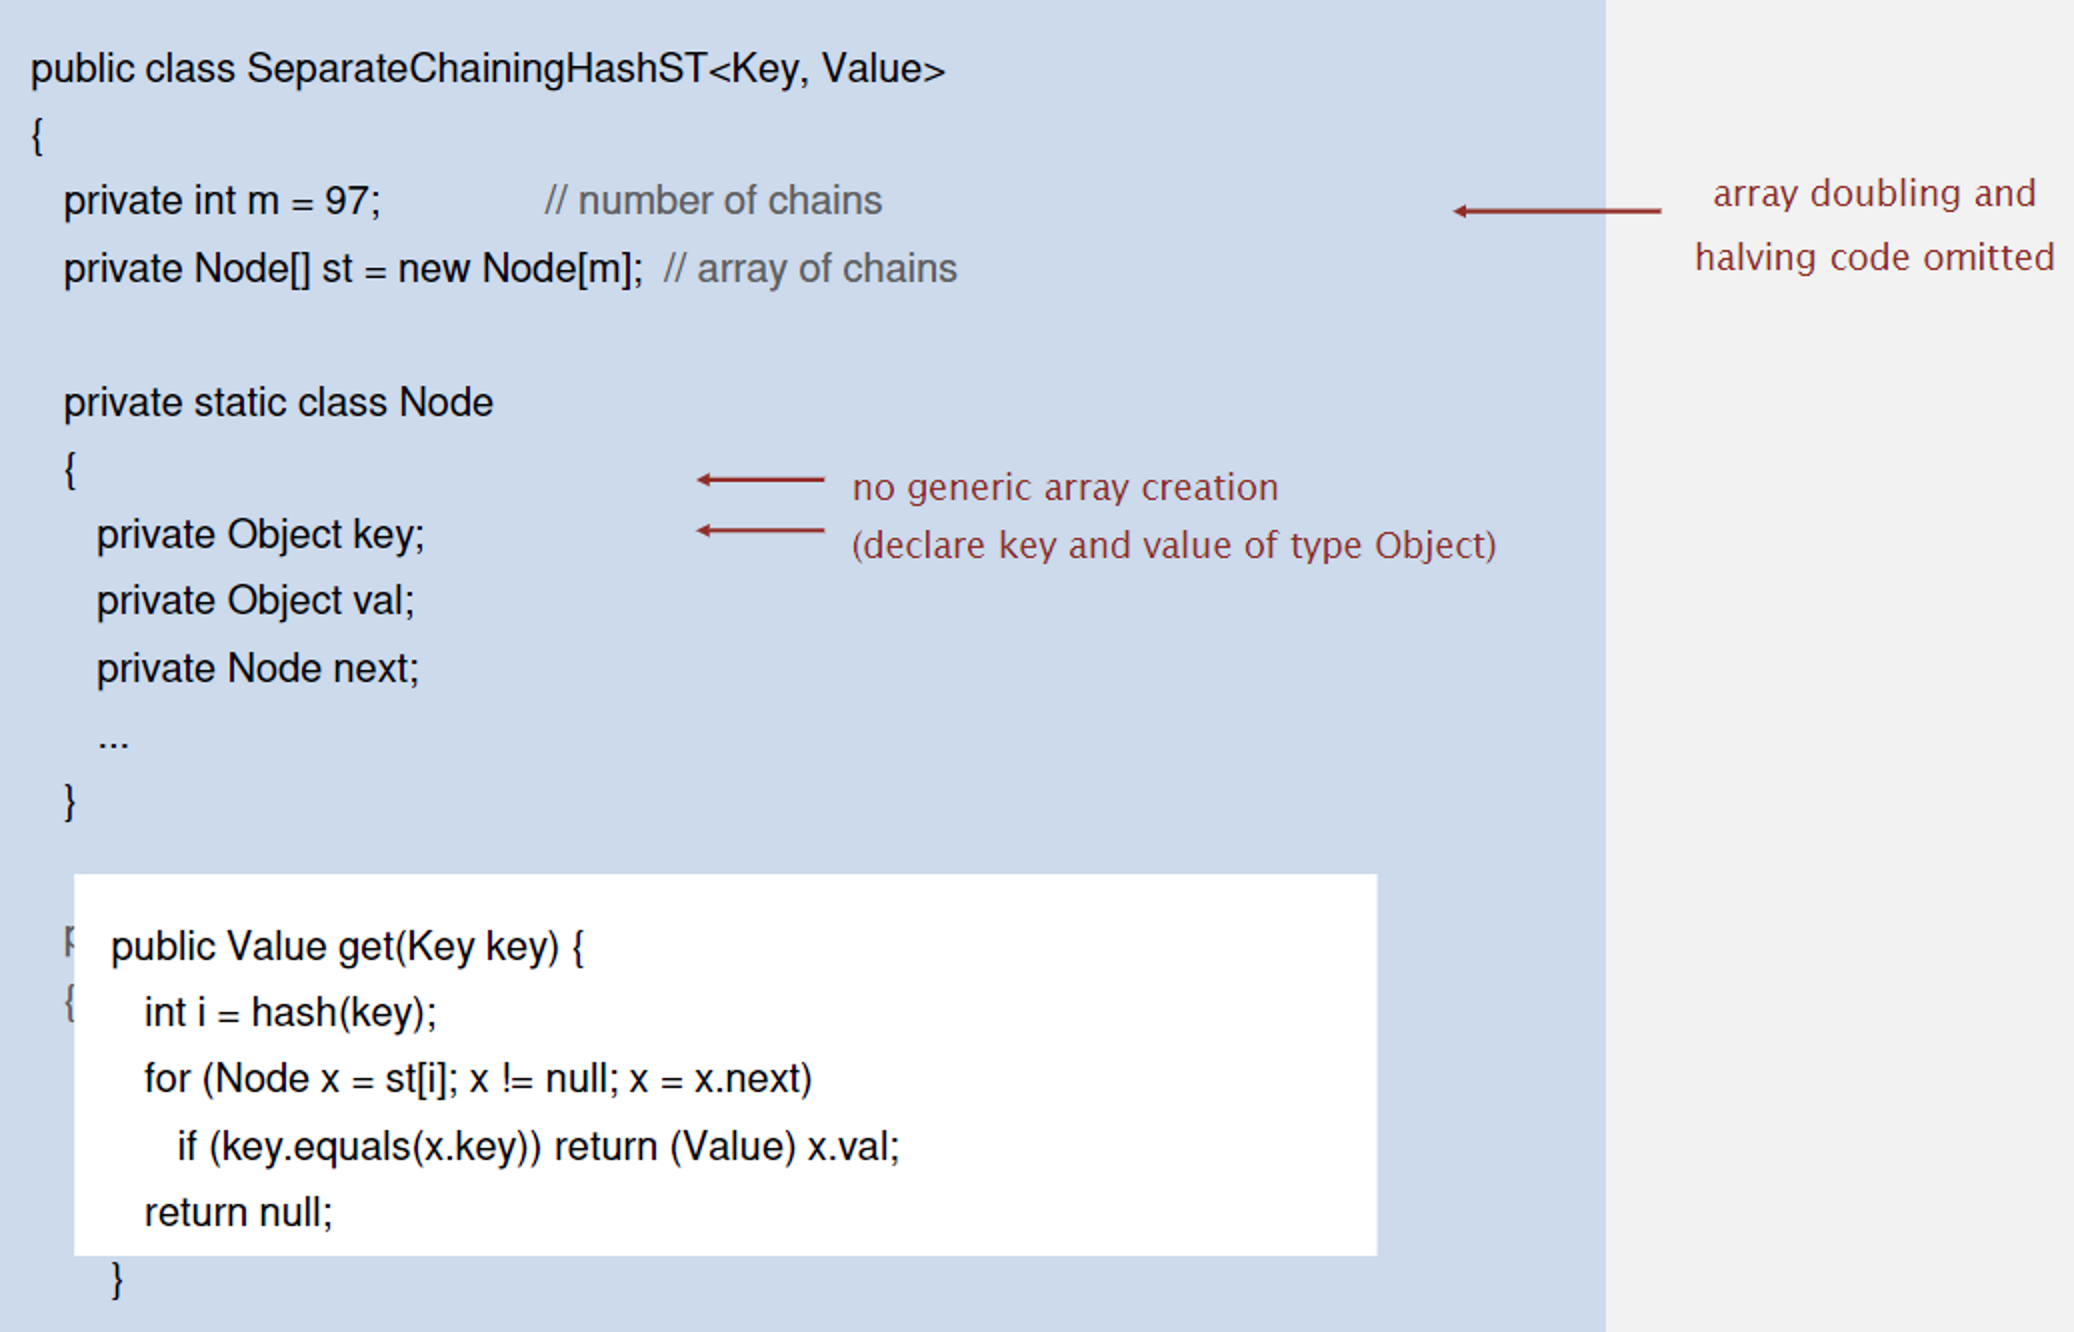 public class SeparateChainingHashST<Key, Value>
{
private int m = 97; // number of chains
array doubling and
halving code omitted
private Node[] st = new Node[m]; // array of chains
private static class Node
{
no generic array creation
(declare key and value of type Object)
private Object key;
private Object val;
private Node next;
...
}
{
public Value get(Key key) {
int i = hash(key);
for (Node x = st[i]; x != null; x = x.next)
if (key.equals(x.key)) return (Value) x.val;
return null;
}